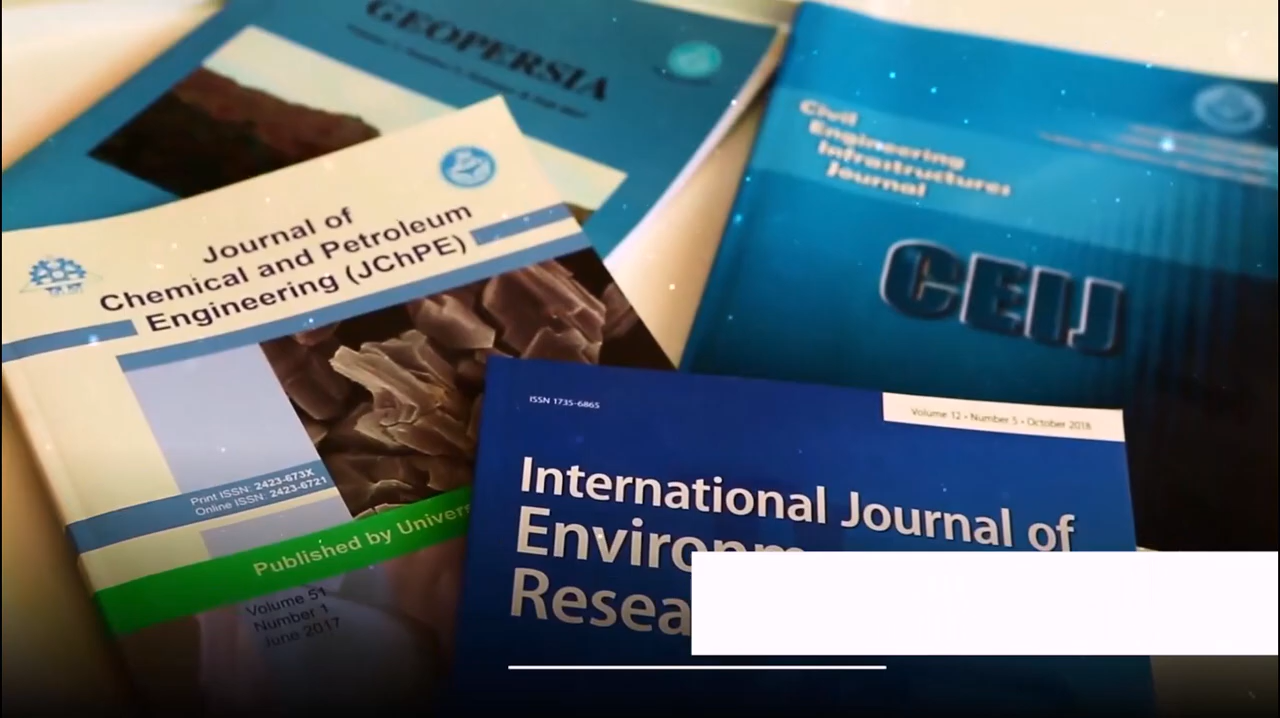 GEOPERSIA
Journal of
Chemical and Petroleum
Engineering (JChPE)
Print ISSN: 2423-673X
Online ISSN: 2423-6721
Published by Univers
Volume 51
Number 1
June 2017
Civil
Engineering
Infrastructures
Journal
CEIJ
ISSN 1735-6865
Volume 12 • Number 5 • October 2018
International Journal of
Environm
Resea